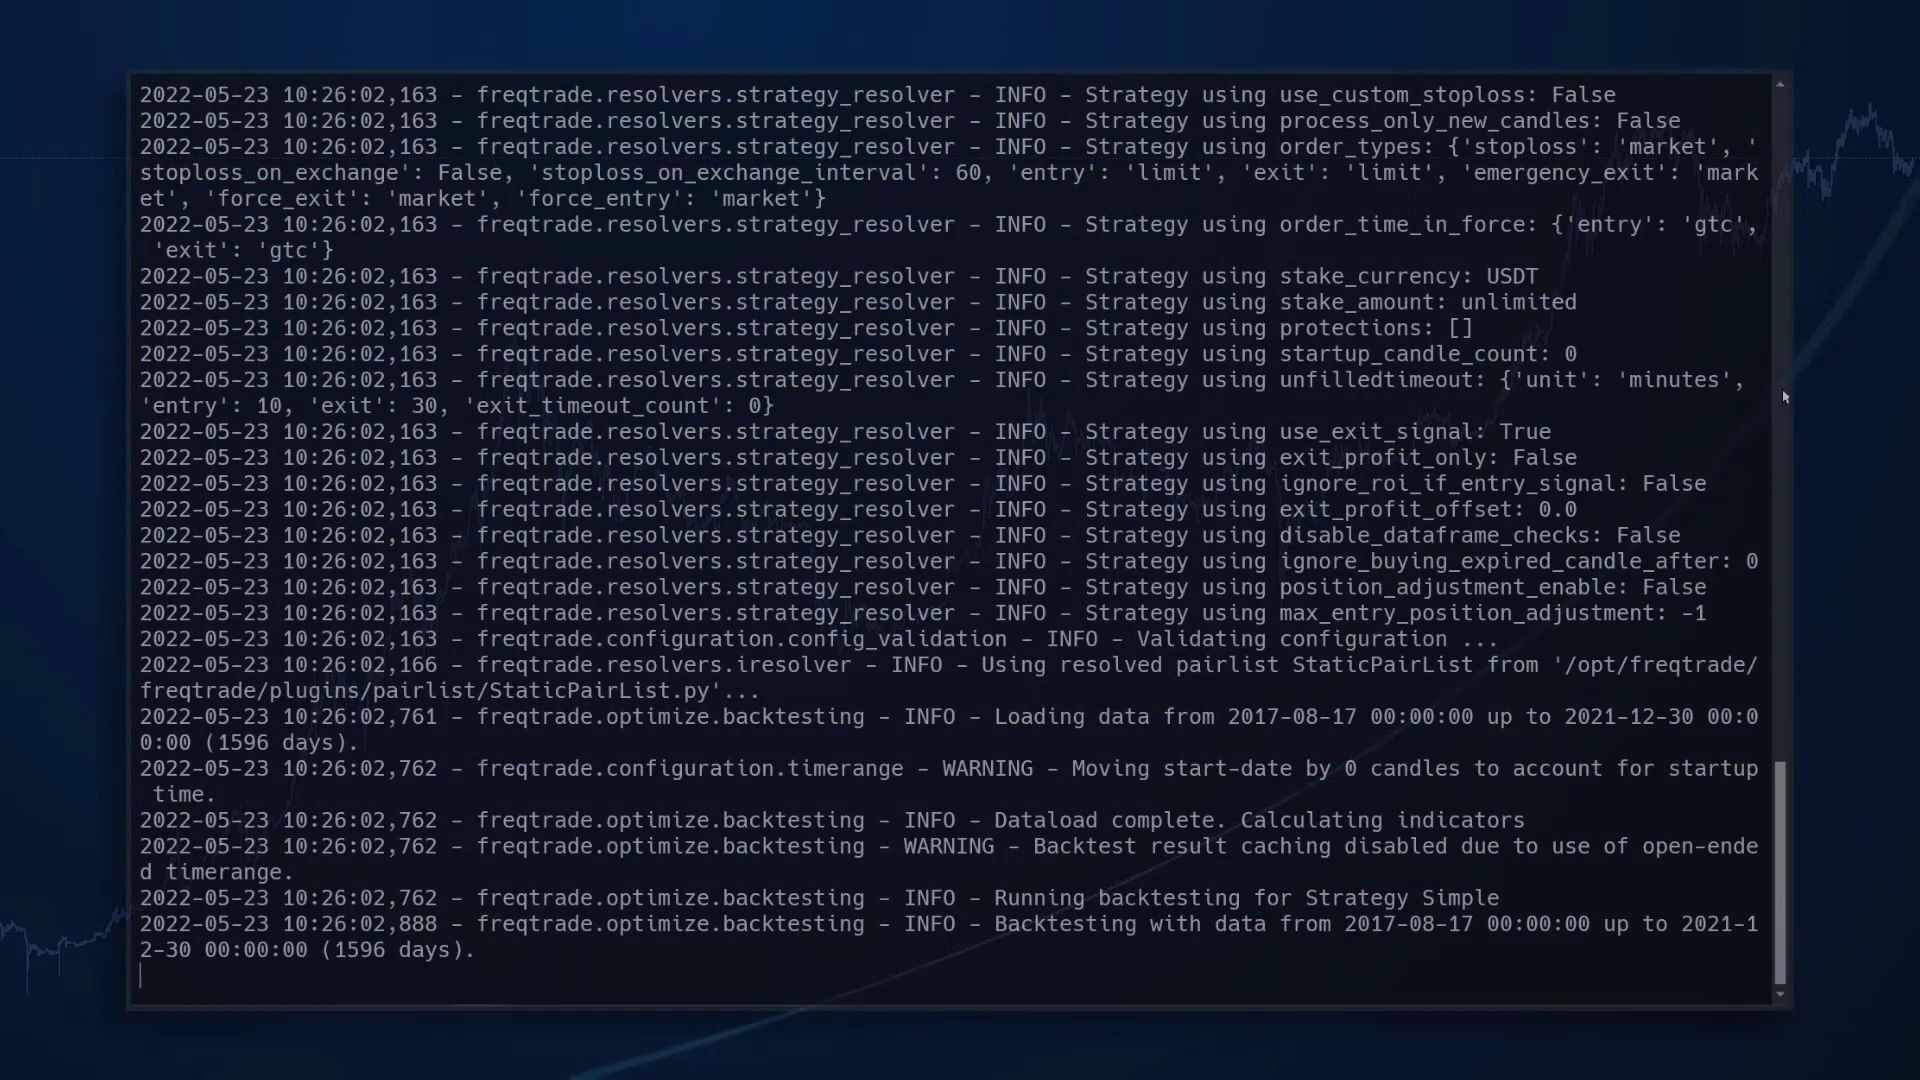 2022-05-23 10:26:02,163 - freqtrade.resolvers.strategy_resolver - INFO - Strategy using use_custom_stoploss: False
2022-05-23 10:26:02,163 - freqtrade.resolvers.strategy_resolver - INFO - Strategy using process_only_new_candles: False
2022-05-23 10:26:02,163 - freqtrade.resolvers.strategy_resolver - INFO - Strategy using order_types: {'stoploss': 'market', '
stoploss_on_exchange': False, 'stoploss_on_exchange_interval': 60, 'entry': 'limit', 'exit': 'limit', 'emergency_exit': 'mark
et', 'force_exit': 'market', 'force_entry': 'market'}
2022-05-23 10:26:02,163 - freqtrade.resolvers.strategy_resolver - INFO - Strategy using order_time_in_force: {'entry': 'gtc',
'exit': 'gtc'}
2022-05-23 10:26:02,163 - freqtrade.resolvers.strategy_resolver - INFO - Strategy using stake_currency: USDT
2022-05-23 10:26:02,163 - freqtrade.resolvers.strategy_resolver - INFO - Strategy using stake_amount: unlimited
2022-05-23 10:26:02,163 - freqtrade.resolvers.strategy_resolver - INFO - Strategy using protections: []
2022-05-23 10:26:02,163 - freqtrade.resolvers.strategy_resolver - INFO - Strategy using startup_candle_count: 0
2022-05-23 10:26:02,163 - freqtrade.resolvers.strategy_resolver - INFO - Strategy using unfilledtimeout: {'unit': 'minutes',
'entry': 10, 'exit': 30, 'exit_timeout_count': 0}
2022-05-23 10:26:02,163 - freqtrade.resolvers.strategy_resolver - INFO - Strategy using use_exit_signal: True
2022-05-23 10:26:02,163 - freqtrade.resolvers.strategy_resolver - INFO - Strategy using exit_profit_only: False
2022-05-23 10:26:02,163 - freqtrade.resolvers.strategy_resolver - INFO - Strategy using ignore_roi_if_entry_signal: False
2022-05-23 10:26:02,163 - freqtrade.resolvers.strategy_resolver - INFO - Strategy using exit_profit_offset: 0.0
2022-05-23 10:26:02,163 - freqtrade.resolvers.strategy_resolver - INFO - Strategy using disable_dataframe_checks: False
2022-05-23 10:26:02,163 - freqtrade.resolvers.strategy_resolver - INFO - Strategy using ignore_buying_expired_candle_after: 0
2022-05-23 10:26:02,163 - freqtrade.resolvers.strategy_resolver - INFO - Strategy using position_adjustment_enable: False
2022-05-23 10:26:02,163 - freqtrade.resolvers.strategy_resolver - INFO - Strategy using max_entry_position_adjustment: -1
2022-05-23 10:26:02,163 - freqtrade.configuration.config_validation - INFO - Validating configuration ...
2022-05-23 10:26:02,166 - freqtrade.resolvers.iresolver - INFO - Using resolved pairlist StaticPairList from '/opt/freqtrade/
freqtrade/plugins/pairlist/StaticPairList.py'...
2022-05-23 10:26:02,761 - freqtrade.optimize.backtesting - INFO - Loading data from 2017-08-17 00:00:00 up to 2021-12-30 00:0
0:00 (1596 days).
2022-05-23 10:26:02,762 - freqtrade.configuration.timerange - WARNING - Moving start-date by 0 candles to account for startup
time.
2022-05-23 10:26:02,762 - freqtrade.optimize.backtesting - INFO - Dataload complete. Calculating indicators
2022-05-23 10:26:02,762 - freqtrade.optimize.backtesting - WARNING - Backtest result caching disabled due to use of open-ende
d timerange.
2022-05-23 10:26:02,762 - freqtrade.optimize.backtesting - INFO - Running backtesting for Strategy Simple
2022-05-23 10:26:02,888 - freqtrade.optimize.backtesting - INFO - Backtesting with data from 2017-08-17 00:00:00 up to 2021-1
2-30 00:00:00 (1596 days).